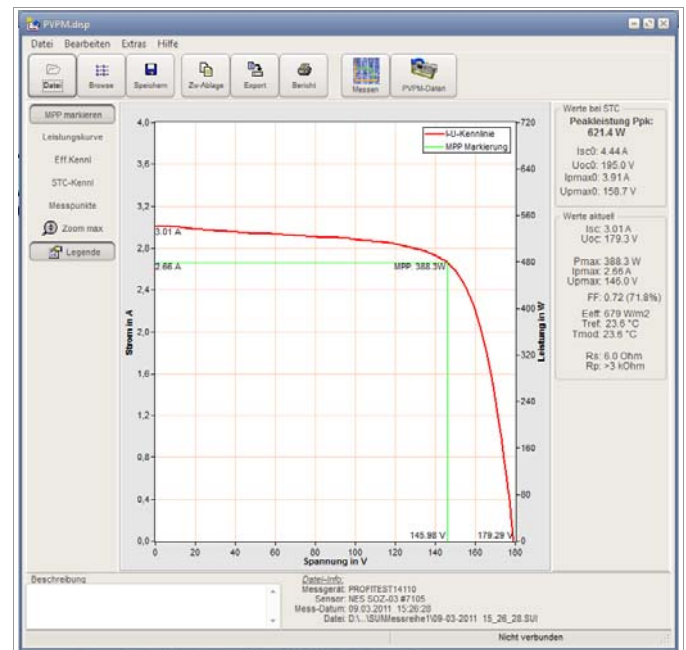 PVPM.disp
Datei Bearbeiten Extras Hilfe
Datei Browse Speichern Zw-Ablage Export Bericht Messen PVPM-Daten
MPP markieren
Leistungskurve
Eff.Kennl
STC-Kennl
Messpunkte
Zoom max
Legende
I-U-Kennlinie
MPP Markierung
4,0
3,6
3,2
2,8
2,4
2,0
1,6
1,2
0,8
0,4
0,0
Strom in A
3.01 A
2.66 A
MPP: 388.3W
145.98 V 179.29 V
0 20 40 60 80 100 120 140 160 180
Spannung in V
720
640
560
480
400
320
240
160
80
0
Leistung in W
Werte bei STC
Peakleistung Ppk:
621.4 W
Isc0: 4.44 A
Uoc0: 195.0 V
Ipmax0: 3.91 A
Upmax0: 158.7 V
Werte aktuell
Isc: 3.01 A
Uoc: 179.3 V
Pmax: 388.3 W
Ipmax: 2.66 A
Upmax: 146.0 V
FF: 0.72 (71.8%)
Eeff: 679 W/m2
Tref: 23.6 °C
Tmod: 23.6 °C
Rs: 6.0 Ohm
Rp: >3 kOhm
Beschreibung
Datei-Info:
Messgerät: PROFITEST14110
Sensor: NES SOZ-03 #7105
Mess-Datum: 09.03.2011 15:26:28
Datei: D:\...\SUIMessreihe1\09-03-2011 15_26_28.SUI
Nicht verbunden